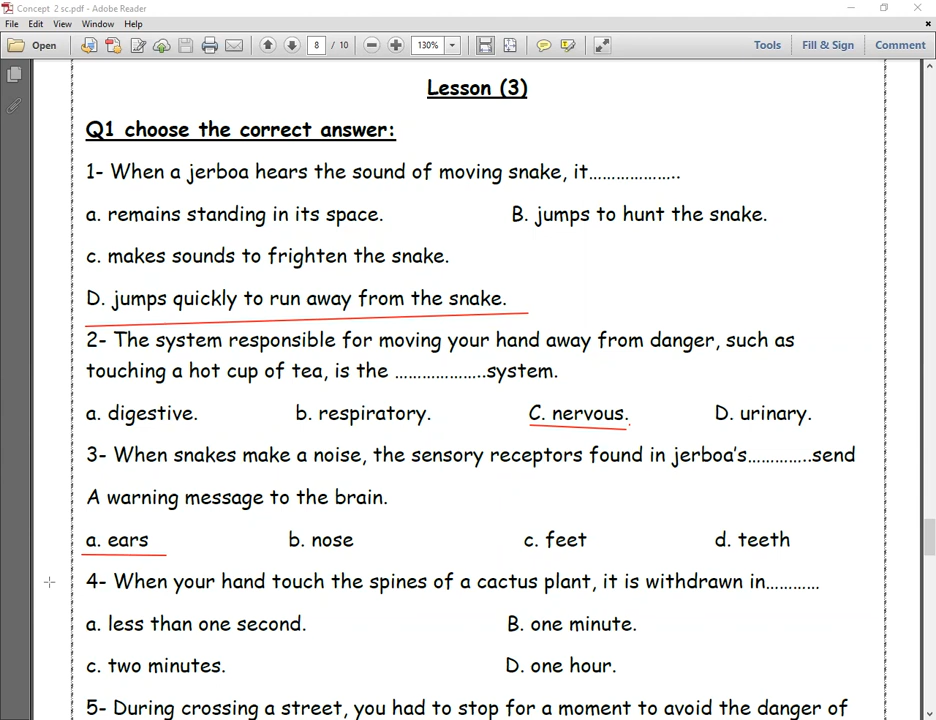 Concept 2 sc.pdf - Adobe Reader
File Edit View Window Help
Open 8 / 10 130% Tools Fill & Sign Comment
Lesson (3)
Q1 choose the correct answer:
1- When a jerboa hears the sound of moving snake, it………………..
a. remains standing in its space. B. jumps to hunt the snake.
c. makes sounds to frighten the snake.
D. jumps quickly to run away from the snake.
2- The system responsible for moving your hand away from danger, such as
touching a hot cup of tea, is the ………………..system.
a. digestive. b. respiratory. C. nervous. D. urinary.
3- When snakes make a noise, the sensory receptors found in jerboa’s…………..send
A warning message to the brain.
a. ears b. nose c. feet d. teeth
4- When your hand touch the spines of a cactus plant, it is withdrawn in…………
a. less than one second. B. one minute.
c. two minutes. D. one hour.
5- During crossing a street, you had to stop for a moment to avoid the danger of